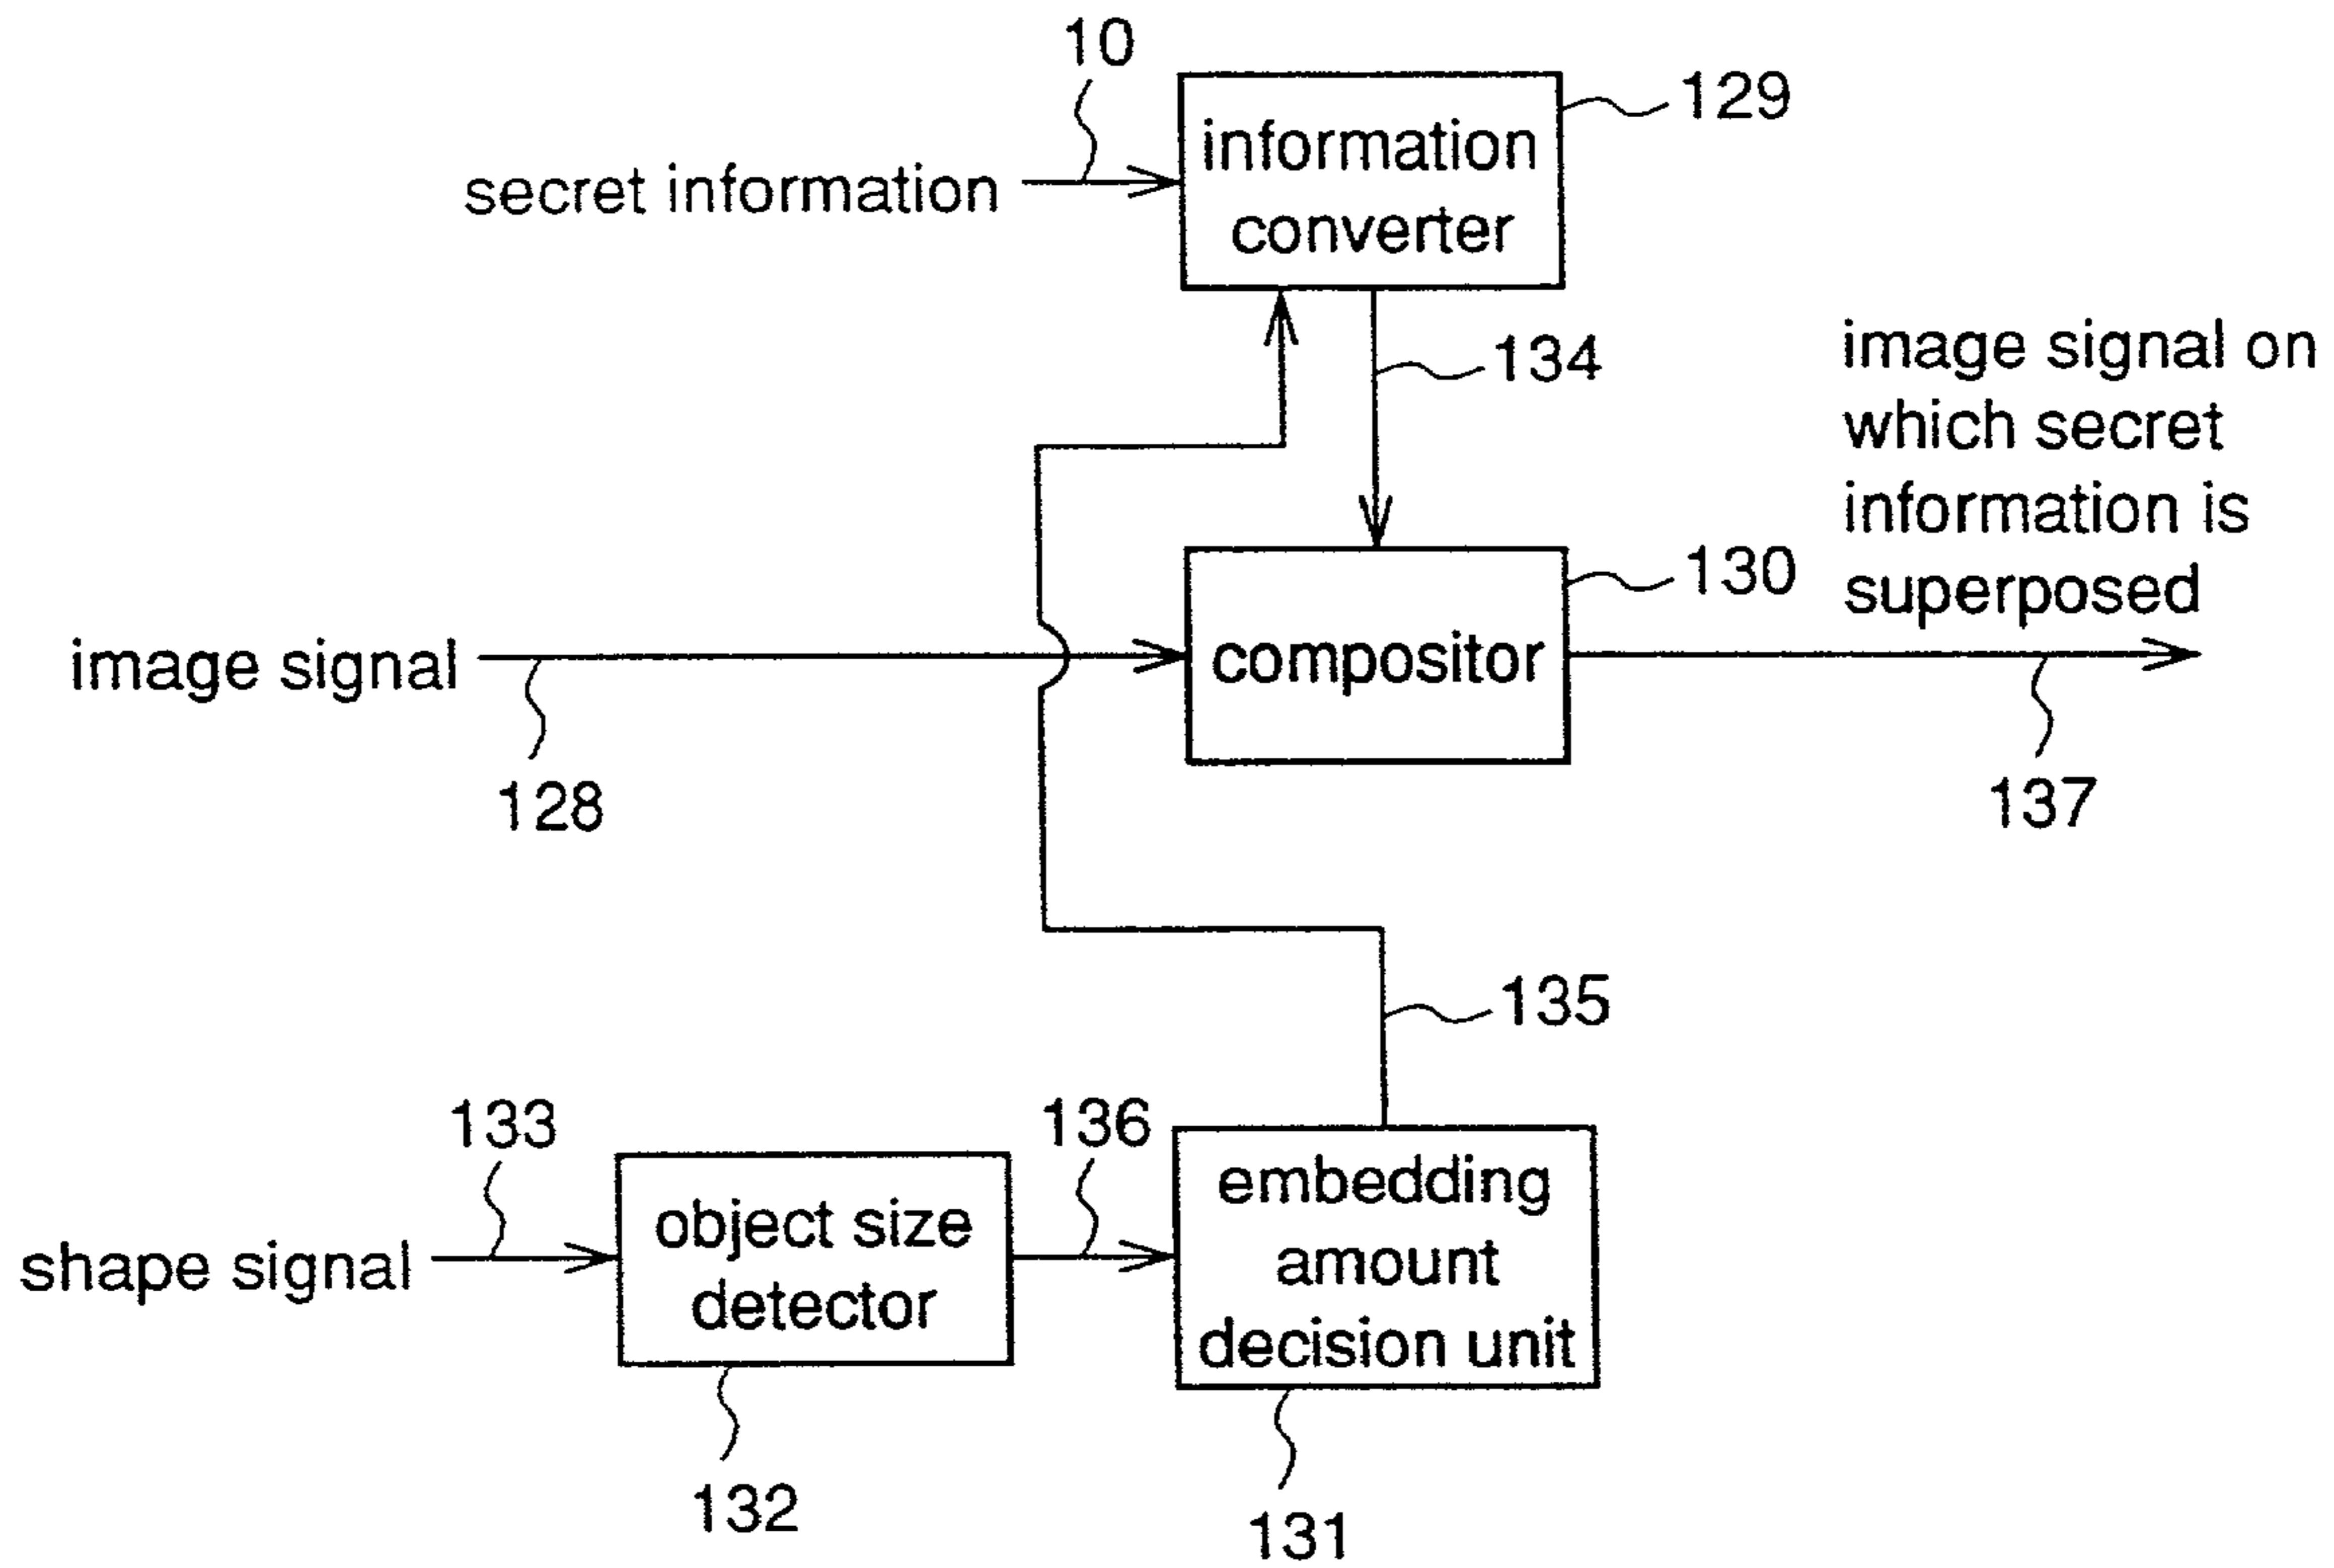 10
129
information
converter
secret information
134
image signal on
which secret
information is
superposed
130
image signal
compositor
128
137
135
133
136
object size
detector
embedding
amount
decision unit
shape signal
132
131